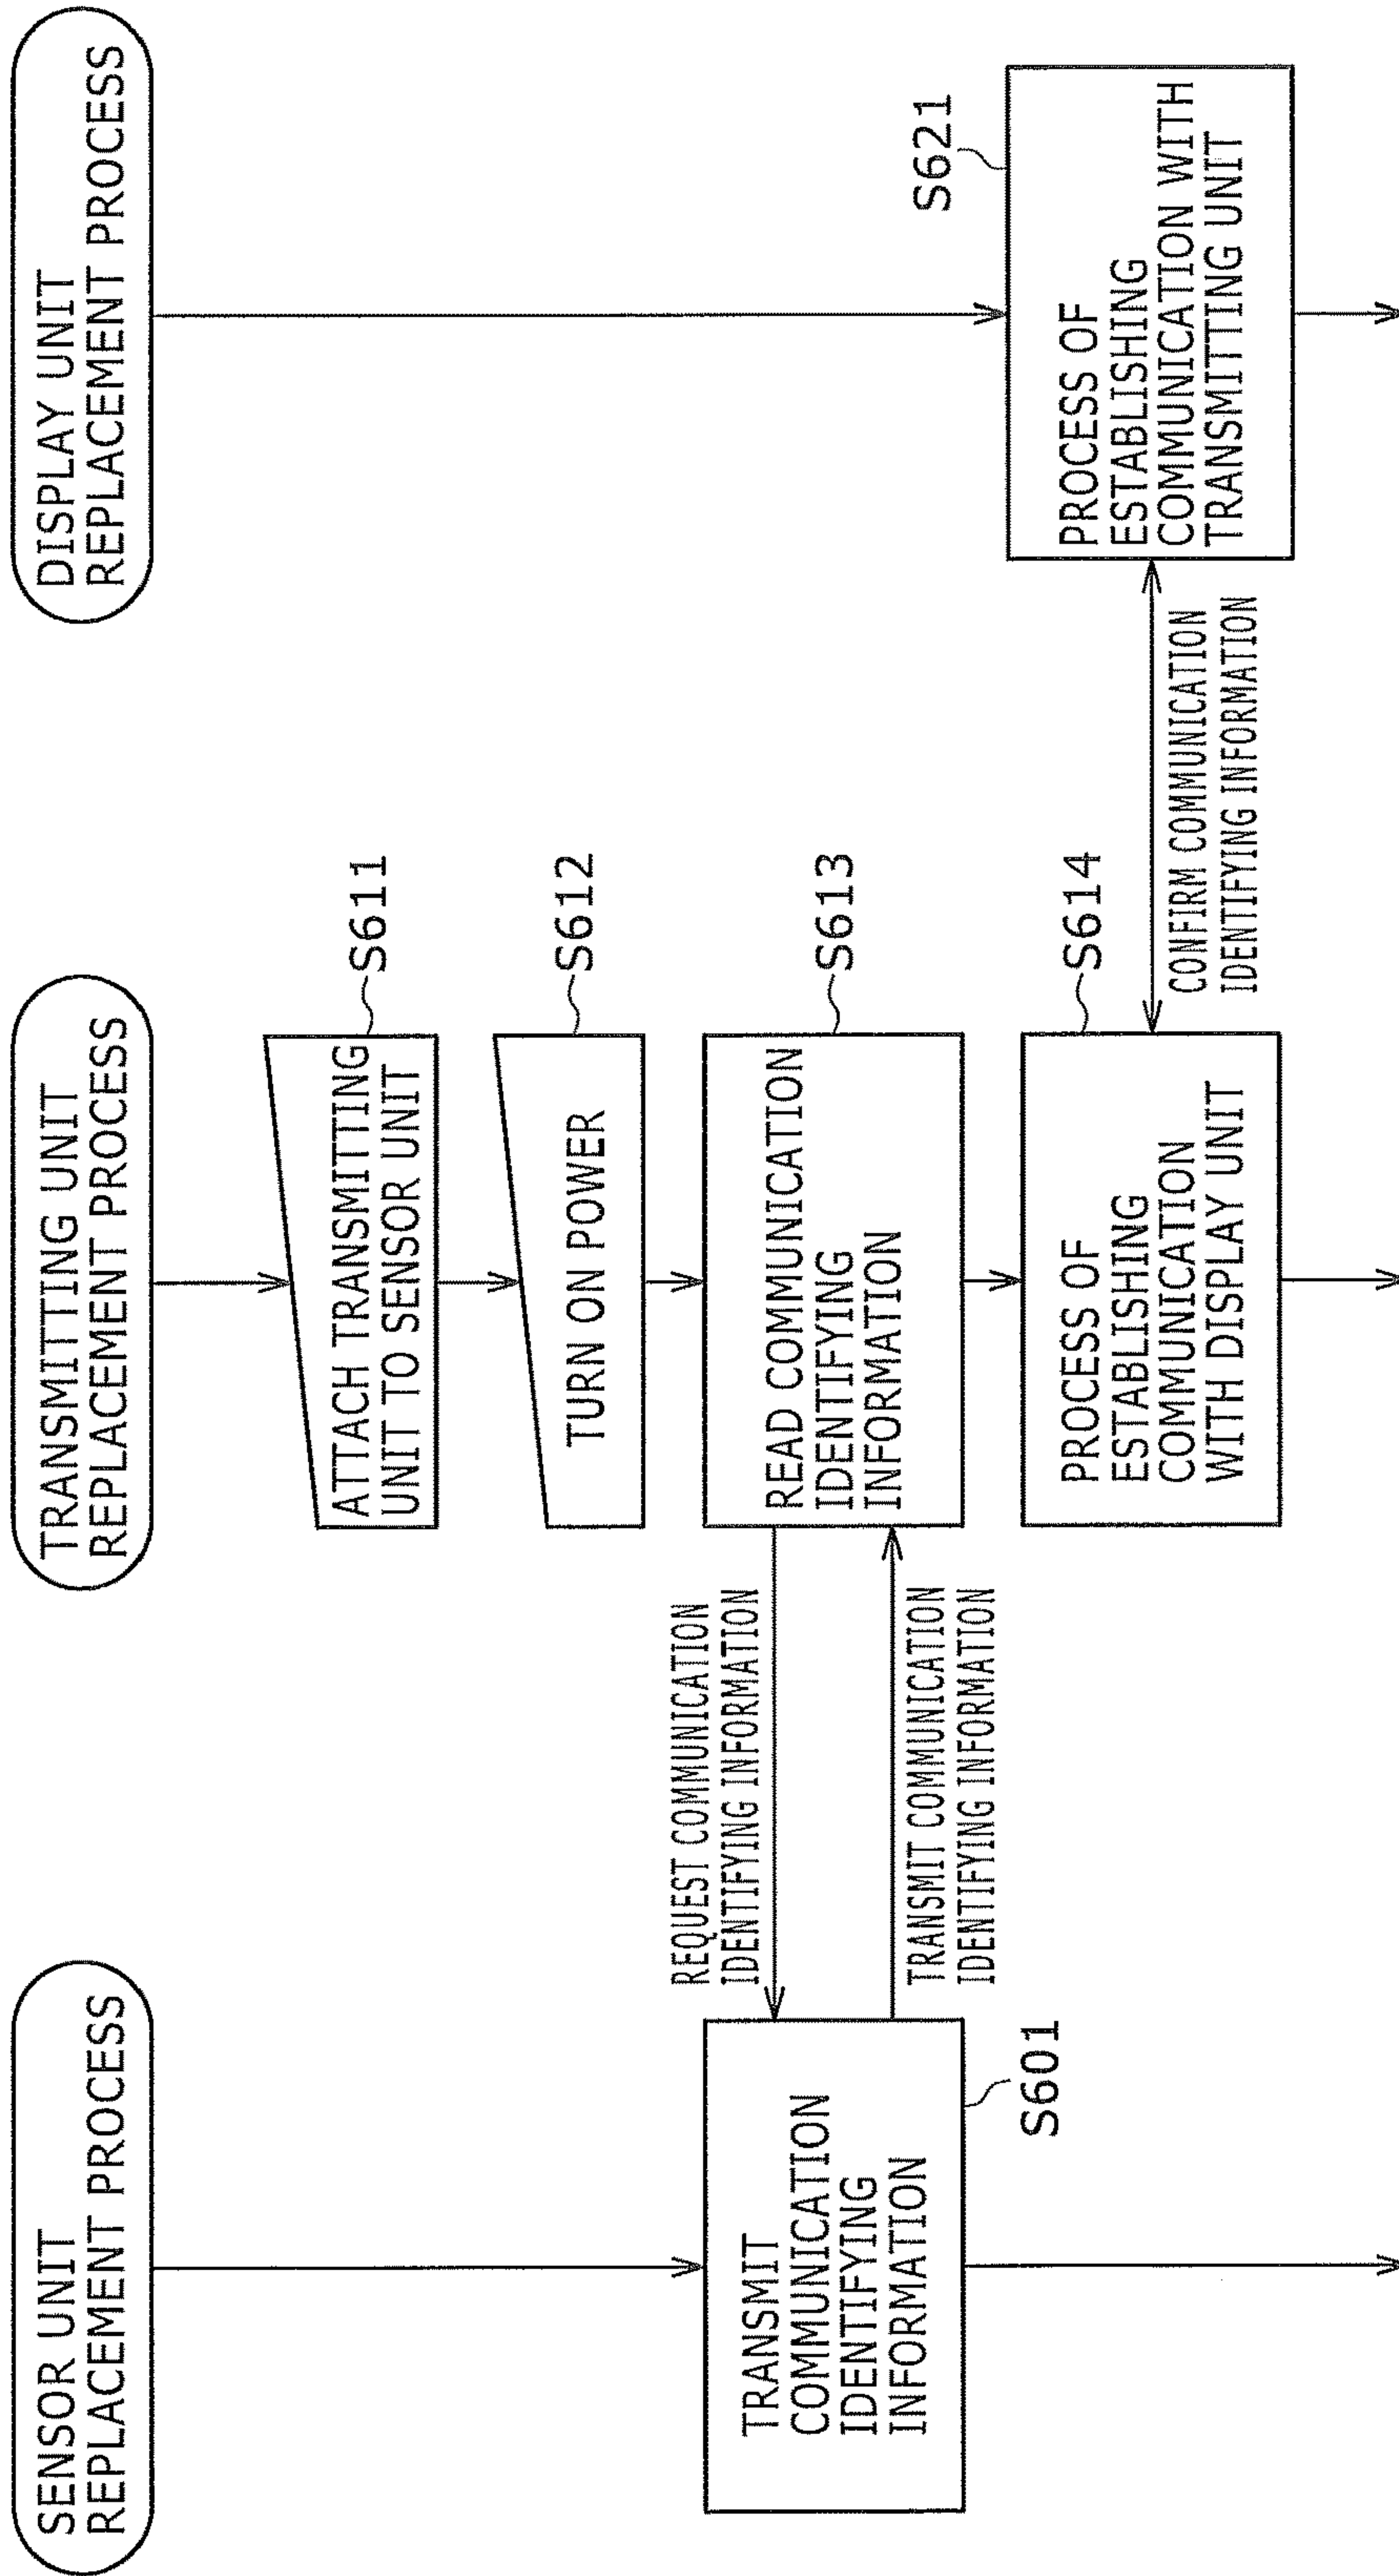 SENSOR UNIT
REPLACEMENT PROCESS
TRANSMITTING UNIT
REPLACEMENT PROCESS
DISPLAY UNIT
REPLACEMENT PROCESS
ATTACH TRANSMITTING
UNIT TO SENSOR UNIT
S611
TURN ON POWER
S612
REQUEST COMMUNICATION
IDENTIFYING INFORMATION
TRANSMIT
COMMUNICATION
IDENTIFYING
INFORMATION
S601
READ COMMUNICATION
IDENTIFYING
INFORMATION
S613
TRANSMIT COMMUNICATION
IDENTIFYING INFORMATION
PROCESS OF
ESTABLISHING
COMMUNICATION
WITH DISPLAY UNIT
S614
CONFIRM COMMUNICATION
IDENTIFYING INFORMATION
S621
PROCESS OF
ESTABLISHING
COMMUNICATION WITH
TRANSMITTING UNIT